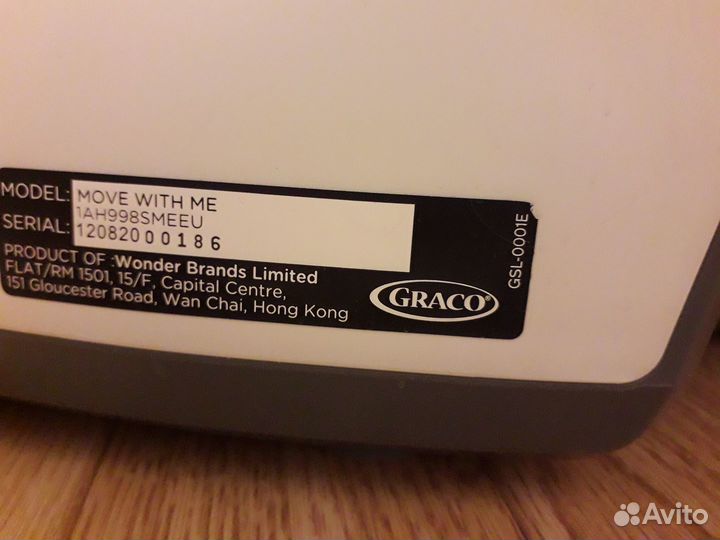 MODEL: MOVE WITH ME
1AH998SMEEU
SERIAL: 12082000186
PRODUCT OF :Wonder Brands Limited
FLAT/RM 1501, 15/F, Capital Centre,
151 Gloucester Road, Wan Chai, Hong Kong
GRACO®
GSL-0001E
Avito